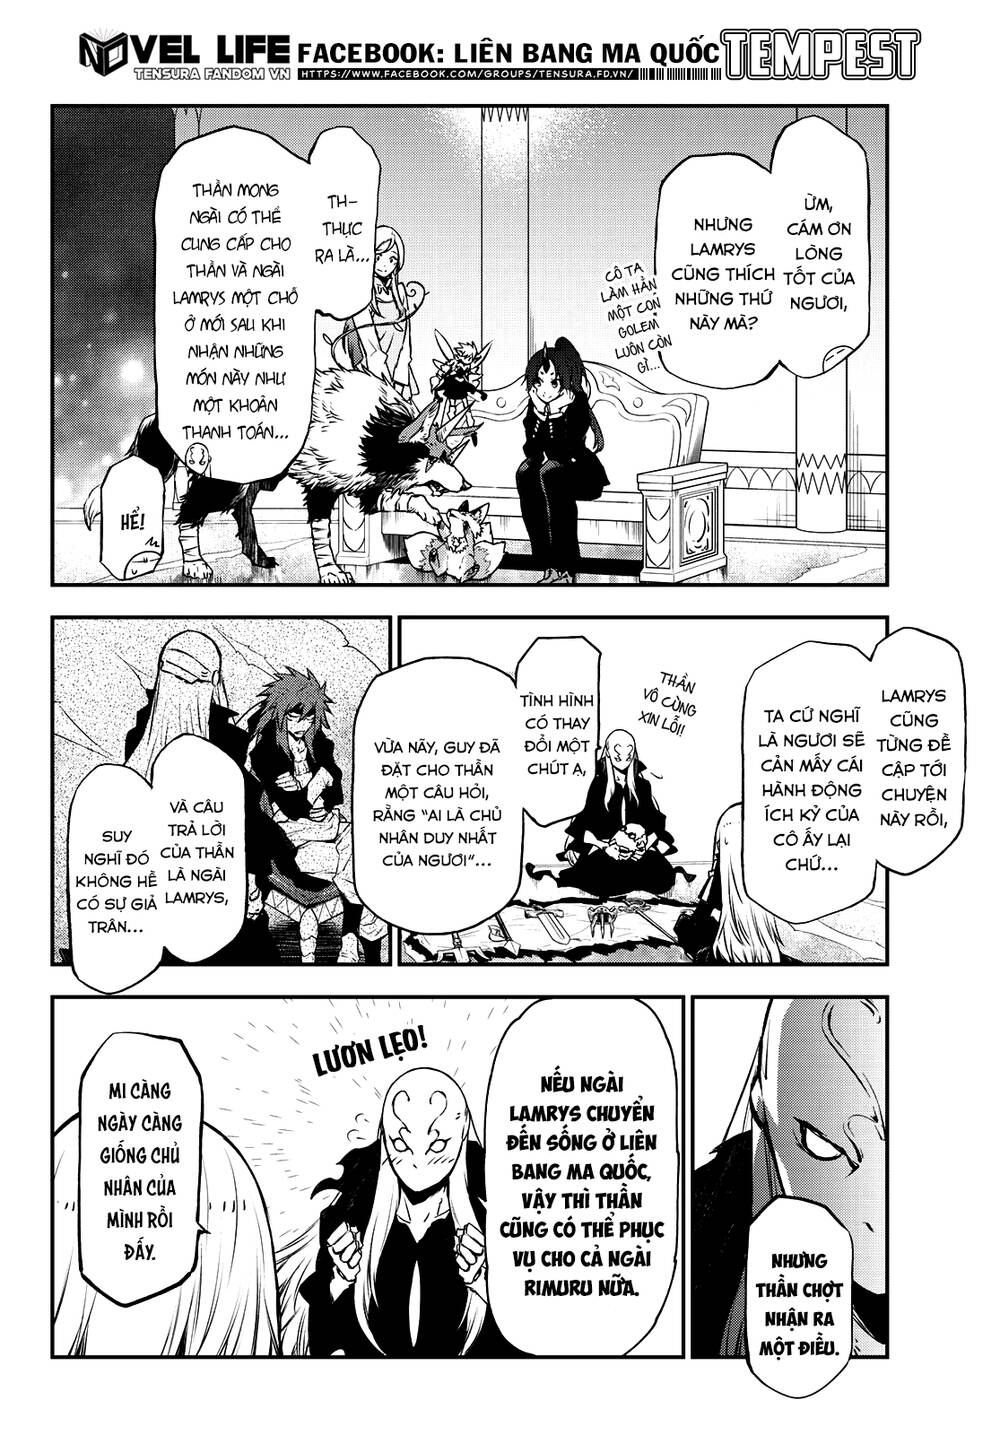 NOVEL LIFE
TENSURA FANDOM VN
FACEBOOK: LIÊN BANG MA QUỐC
HTTPS://WWW.FACEBOOK.COM/GROUPS/TENSURA.FD.VN/
TEMPEST
ỪM,
CÁM ƠN
LÒNG
TỐT CỦA
NGƯƠI,
NHƯNG
LAMRYS
CŨNG THÍCH
NHỮNG THỨ
NÀY MÀ?
CÔ TA
LÀM HẲN
MỘT CON
GOLEM
LUÔN CÒN
GÌ...
TH-
THỰC
RA LÀ...
THẦN MONG
NGÀI CÓ THỂ
CUNG CẤP CHO
THẦN VÀ NGÀI
LAMRYS MỘT CHỖ
Ở MỚI SAU KHI
NHẬN NHỮNG
MÓN NÀY NHƯ
MỘT KHOẢN
THANH TOÁN...
HỂ!
LAMRYS
CŨNG
TỪNG ĐỀ
CẬP TỚI
CHUYỆN
NÀY RỒI,
TA CỨ NGHĨ
LÀ NGƯƠI SẼ
CẢN MẤY CÁI
HÀNH ĐỘNG
ÍCH KỶ CỦA
CÔ ẤY LẠI
CHỨ...
THẦN
VÔ CÙNG
XIN LỖI!!
TÌNH HÌNH
CÓ THAY
ĐỔI MỘT
CHÚT Ạ,
VỪA NÃY, GUY ĐÃ
ĐẶT CHO THẦN
MỘT CÂU HỎI,
RẰNG "AI LÀ CHỦ
NHÂN DUY NHẤT
CỦA NGƯƠI"...
VÀ CÂU
TRẢ LỜI
CỦA THẦN
LÀ NGÀI
LAMRYS,
SUY
NGHĨ ĐÓ
KHÔNG HỀ
CÓ SỰ GIẢ
TRÂN...
NHƯNG
THẦN CHỢT
NHẬN RA
MỘT ĐIỀU.
NẾU NGÀI
LAMRYS CHUYỂN
ĐẾN SỐNG Ở LIÊN
BANG MA QUỐC,
VẬY THÌ THẦN
CŨNG CÓ THỂ PHỤC
VỤ CHO CẢ NGÀI
RIMURU NỮA.
LƯƠN LẸO!
MI CÀNG
NGÀY CÀNG
GIỐNG CHỦ
NHÂN CỦA
MÌNH RỒI
ĐẤY.